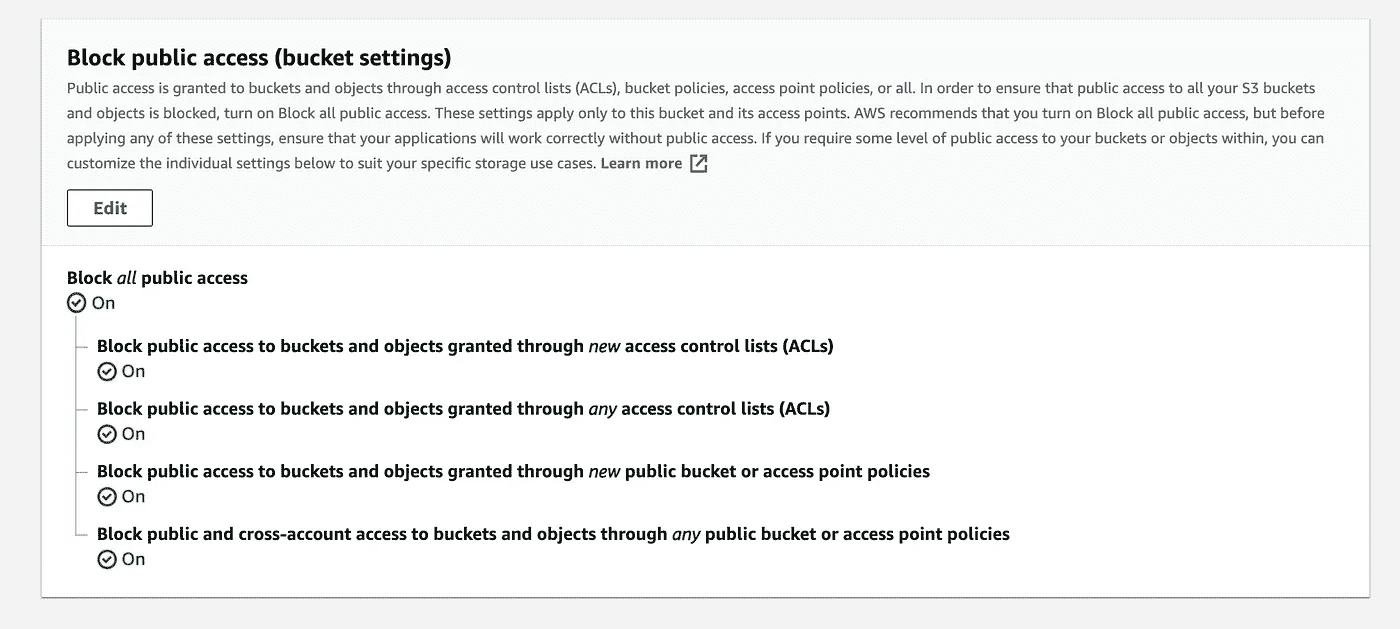 Block public access (bucket settings)
Public access is granted to buckets and objects through access control lists (ACLs), bucket policies, access point policies, or all. In order to ensure that public access to all your S3 buckets
and objects is blocked, turn on Block all public access. These settings apply only to this bucket and its access points. AWS recommends that you turn on Block all public access, but before
applying any of these settings, ensure that your applications will work correctly without public access. If you require some level of public access to your buckets or objects within, you can
customize the individual settings below to suit your specific storage use cases. Learn more
Edit
Block all public access
On
Block public access to buckets and objects granted through new access control lists (ACLs)
On
Block public access to buckets and objects granted through any access control lists (ACLs)
On
Block public access to buckets and objects granted through new public bucket or access point policies
On
Block public and cross-account access to buckets and objects through any public bucket or access point policies
On